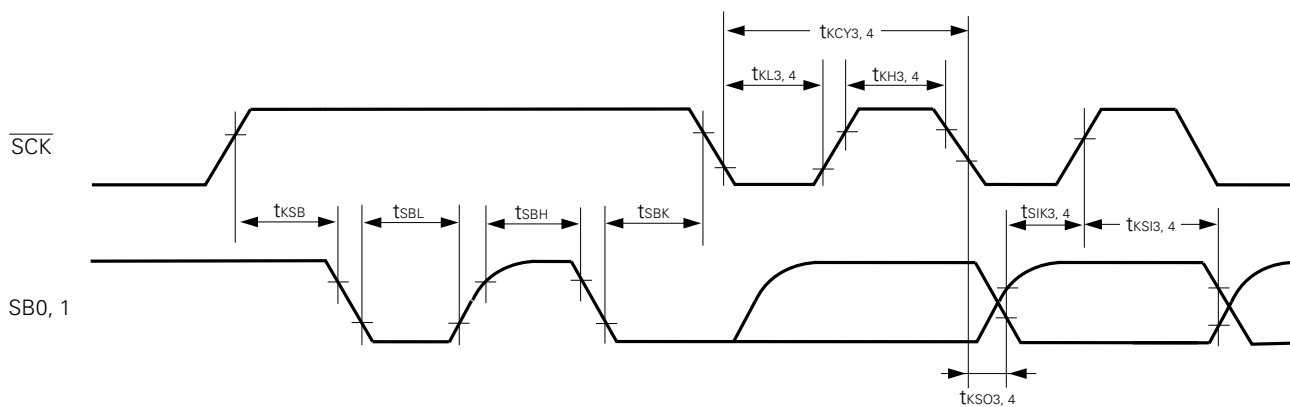 tKCY3, 4
tKL3, 4
tKH3, 4
SCK
tKSB
tSBL
tSBH
tSBK
tSIK3, 4
tKSI3, 4
SB0, 1
tKSO3, 4